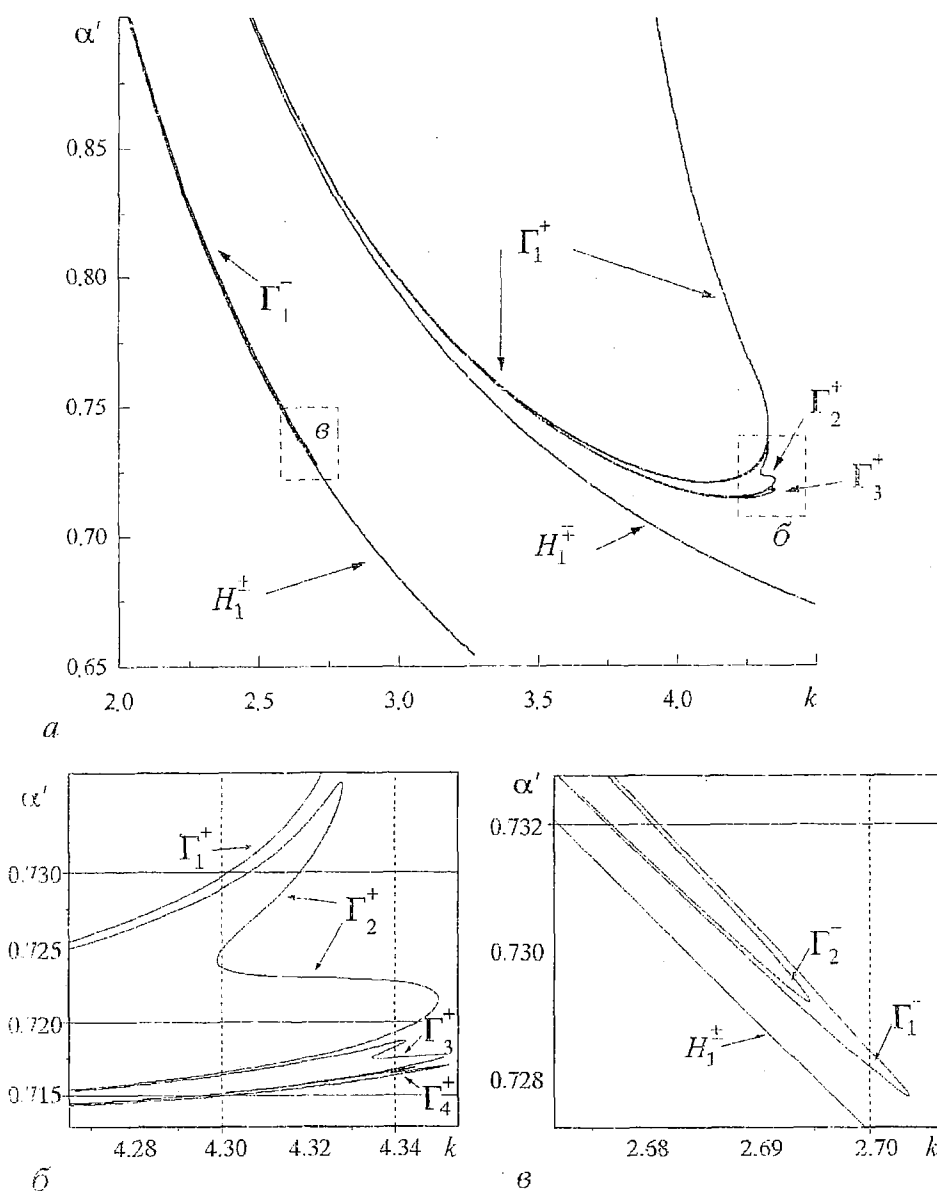 α′
0.85
0.80
0.75
0.70
0.65
2.0 2.5 3.0 3.5 4.0 k
Γ₁⁺
Γ₁⁻
Γ₂⁺
Γ₃⁺
в
б
H₁^∓
H₁^±
а
α′
0.730
0.725
0.720
0.715
4.28 4.30 4.32 4.34 k
Γ₁⁺
Γ₂⁺
Γ₃⁺
Γ₄⁺
б
α′
0.732
0.730
0.728
2.68 2.69 2.70 k
Γ₂⁻
Γ₁⁻
H₁^±
в